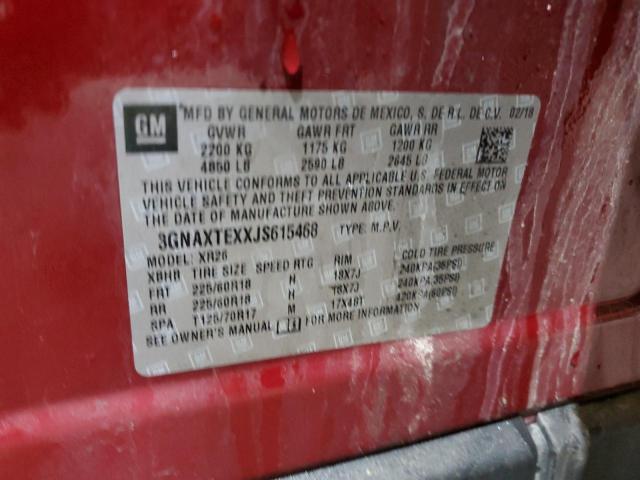 GM
MFD BY GENERAL MOTORS DE MEXICO, S. DE R.L. DE C.V. 02/18
GVWR GAWR FRT GAWR RR
2200 KG 1175 KG 1200 KG
4850 LB 2590 LB 2645 LB
THIS VEHICLE CONFORMS TO ALL APPLICABLE U.S. FEDERAL MOTOR
VEHICLE SAFETY AND THEFT PREVENTION STANDARDS IN EFFECT ON
THE DATE OF MANUFACTURE SHOWN ABOVE.
3GNAXTEXXJS615468 TYPE: M.P.V.
MODEL: XR26
XBHB TIRE SIZE SPEED RTG RIM COLD TIRE PRESSURE
FRT 225/60R18 H 18X7J 240KPA(35PSI)
RR 225/60R18 H 18X7J 240KPA(35PSI)
SPA T125/70R17 M 17X4BT 420KPA(60PSI)
SEE OWNER'S MANUAL FOR MORE INFORMATION